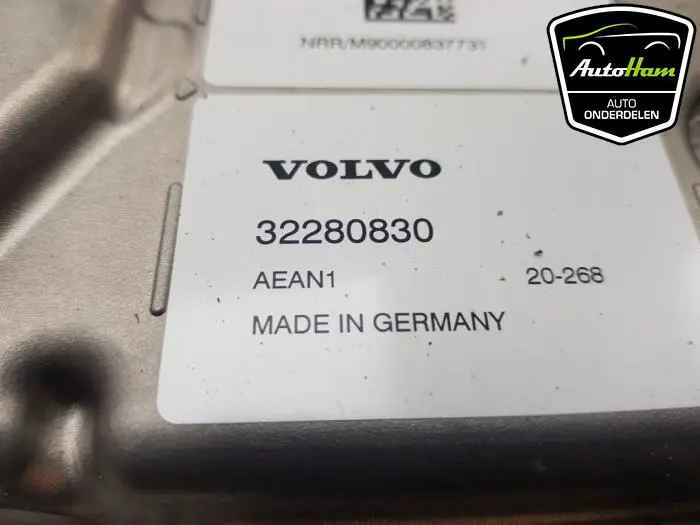 NRR/M90000837731
AutoHam
AUTO
ONDERDELEN
VOLVO
32280830
AEAN1 20-268
MADE IN GERMANY